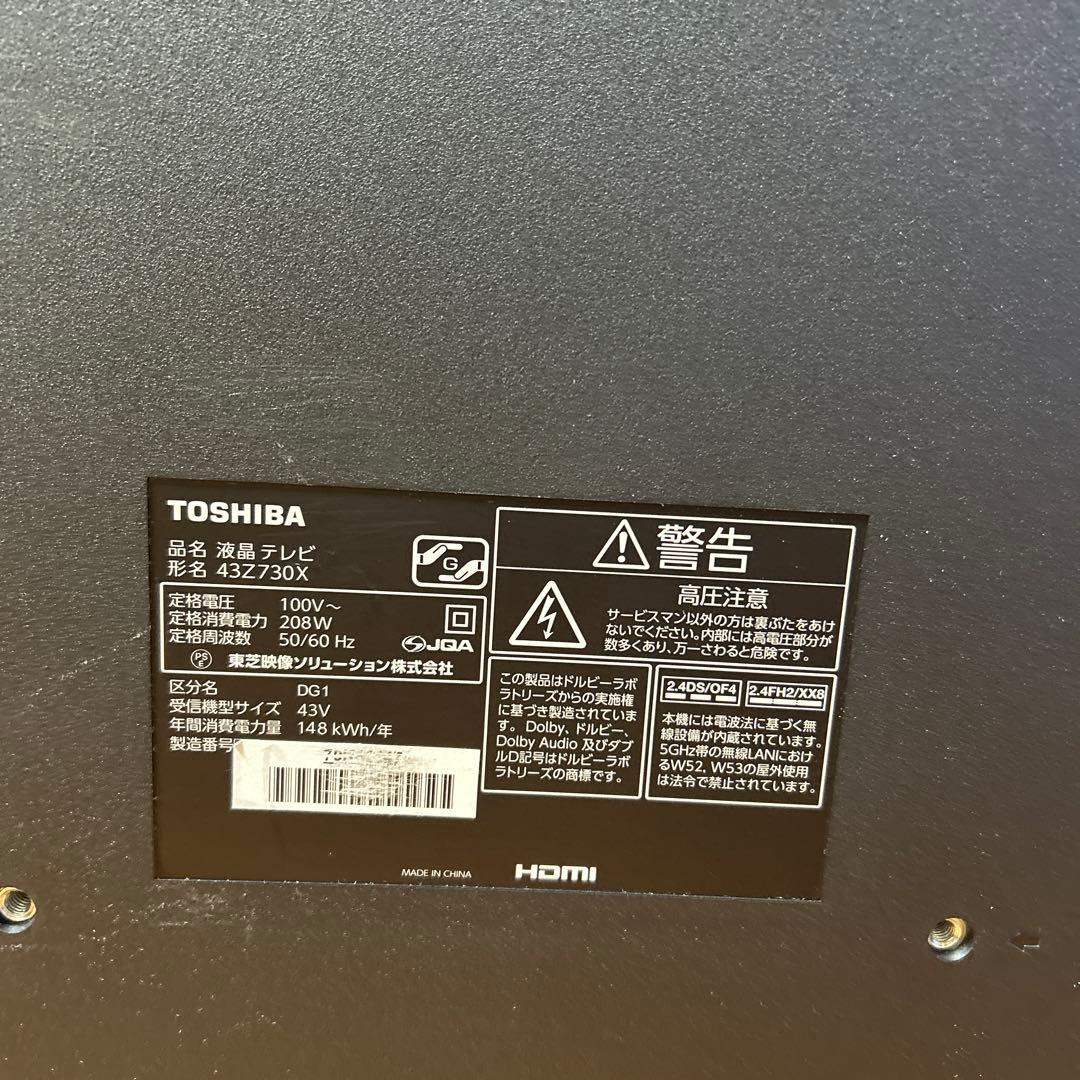 TOSHIBA
品名 液晶テレビ
形名 43Z730X
G
定格電圧 100V～
定格消費電力 208W
定格周波数 50/60 Hz
JQA
PS
E
東芝映像ソリューション株式会社
区分名 DG1
受信機型サイズ 43V
年間消費電力量 148 kWh/年
製造番号
MADE IN CHINA
HDMI
警告
高圧注意
サービスマン以外の方は裏ぶたをあけ
ないでください。内部には高電圧部分が
数多くあり、万一さわると危険です。
この製品はドルビーラボ
ラトリーズからの実施権
に基づき製造されていま
す。Dolby、ドルビー、
Dolby Audio 及びダブ
ルD記号はドルビーラボ
ラトリーズの商標です。
2.4DS/OF4 2.4FH2/XX8
本機には電波法に基づく無
線設備が内蔵されています。
5GHz帯の無線LANにおけ
るW52, W53の屋外使用
は法令で禁止されています。